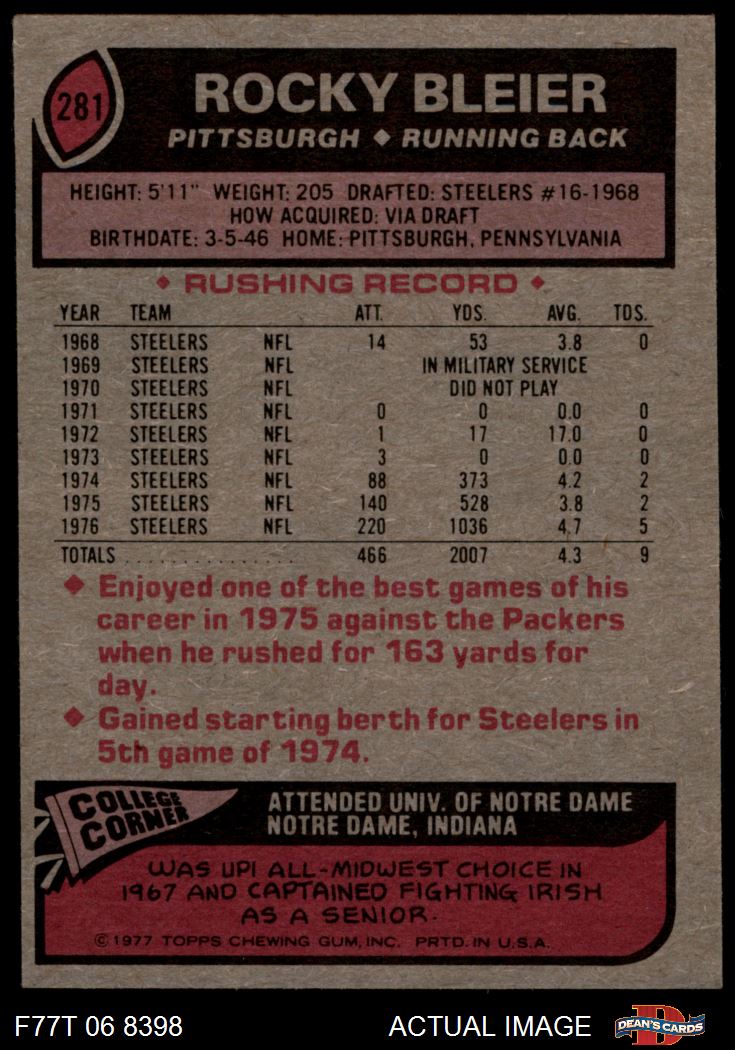 281
ROCKY BLEIER
PITTSBURGH ♦ RUNNING BACK
HEIGHT: 5'11" WEIGHT: 205 DRAFTED: STEELERS #16-1968
HOW ACQUIRED: VIA DRAFT
BIRTHDATE: 3-5-46 HOME: PITTSBURGH, PENNSYLVANIA
♦ RUSHING RECORD ♦
YEAR TEAM ATT. YDS. AVG. TDS.
1968 STEELERS NFL 14 53 3.8 0
1969 STEELERS NFL IN MILITARY SERVICE
1970 STEELERS NFL DID NOT PLAY
1971 STEELERS NFL 0 0 0.0 0
1972 STEELERS NFL 1 17 17.0 0
1973 STEELERS NFL 3 0 0.0 0
1974 STEELERS NFL 88 373 4.2 2
1975 STEELERS NFL 140 528 3.8 2
1976 STEELERS NFL 220 1036 4.7 5
TOTALS . . . . . . . . . . . . . . . 466 2007 4.3 9
♦ Enjoyed one of the best games of his
career in 1975 against the Packers
when he rushed for 163 yards for
day.
♦ Gained starting berth for Steelers in
5th game of 1974.
COLLEGE
CORNER
ATTENDED UNIV. OF NOTRE DAME
NOTRE DAME, INDIANA
WAS UPI ALL-MIDWEST CHOICE IN
1967 AND CAPTAINED FIGHTING IRISH
AS A SENIOR.
©1977 TOPPS CHEWING GUM, INC. PRTD. IN U.S.A.
F77T 06 8398 ACTUAL IMAGE
D
DEAN'S CARDS